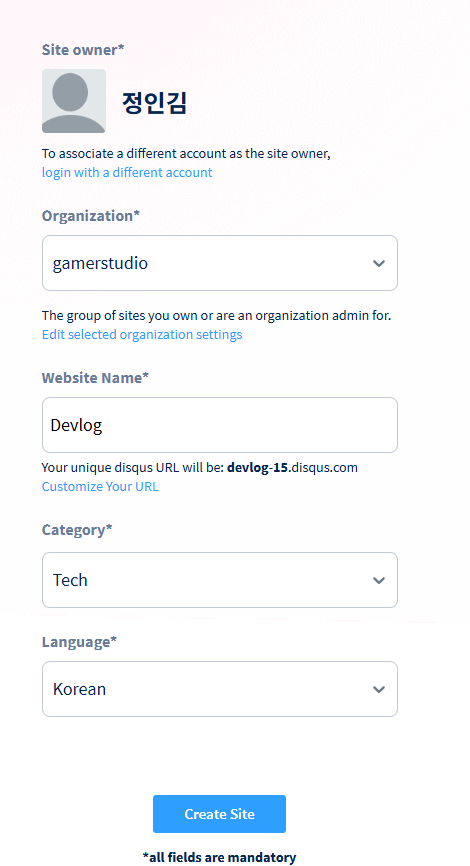 Site owner*
정인김
To associate a different account as the site owner,
login with a different account
Organization*
gamerstudio
The group of sites you own or are an organization admin for.
Edit selected organization settings
Website Name*
Devlog
Your unique disqus URL will be: devlog-15.disqus.com
Customize Your URL
Category*
Tech
Language*
Korean
Create Site
*all fields are mandatory